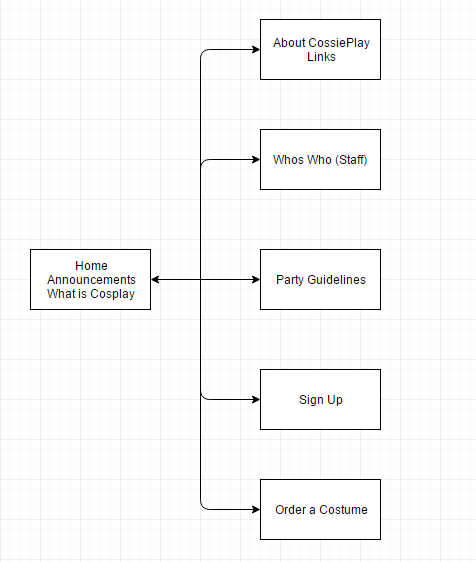 About CossiePlay
Links
Whos Who (Staff)
Home
Announcements
What is Cosplay
Party Guidelines
Sign Up
Order a Costume